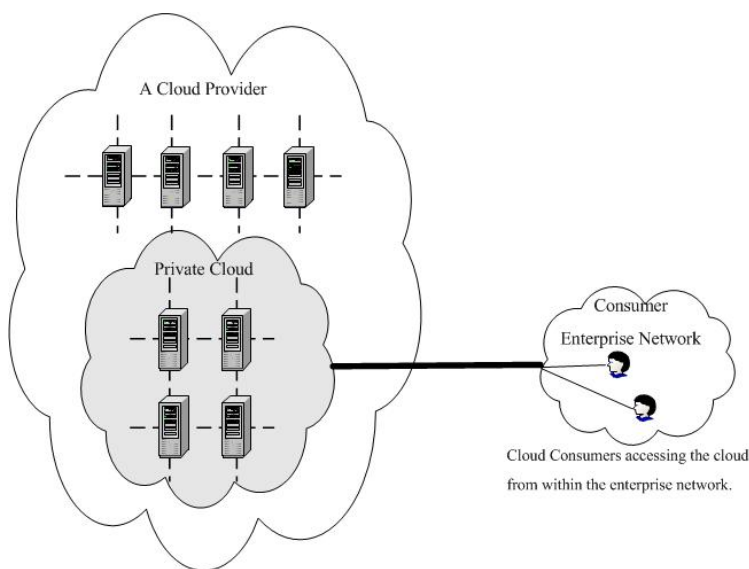 A Cloud Provider
Private Cloud
Consumer
Enterprise Network
Cloud Consumers accessing the cloud
from within the enterprise network.